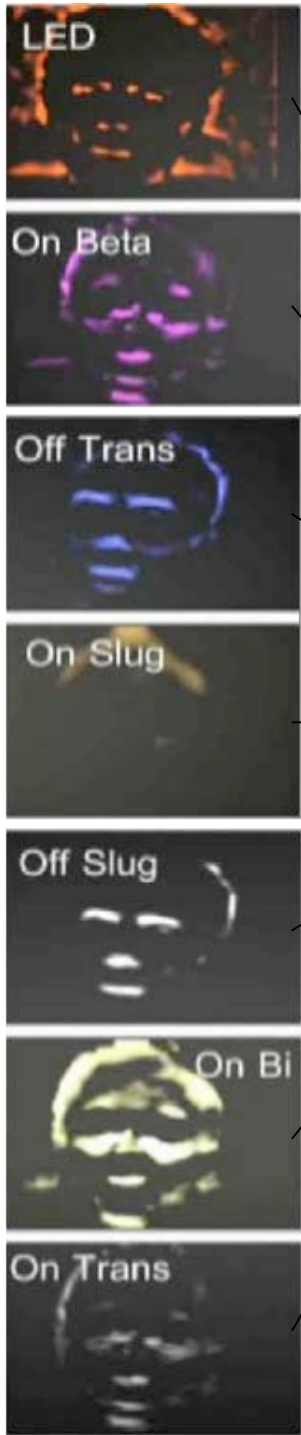 LED
On Beta
Off Trans
On Slug
Off Slug
On Bi
On Trans